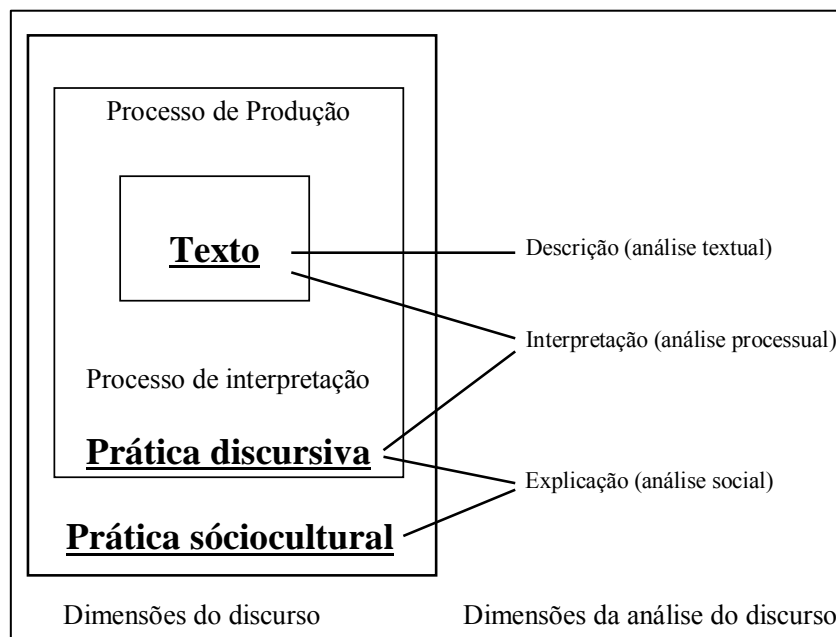 Processo de Produção
Texto
Descrição (análise textual)
Interpretação (análise processual)
Processo de interpretação
Prática discursiva
Explicação (análise social)
Prática sóciocultural
Dimensões do discurso
Dimensões da análise do discurso